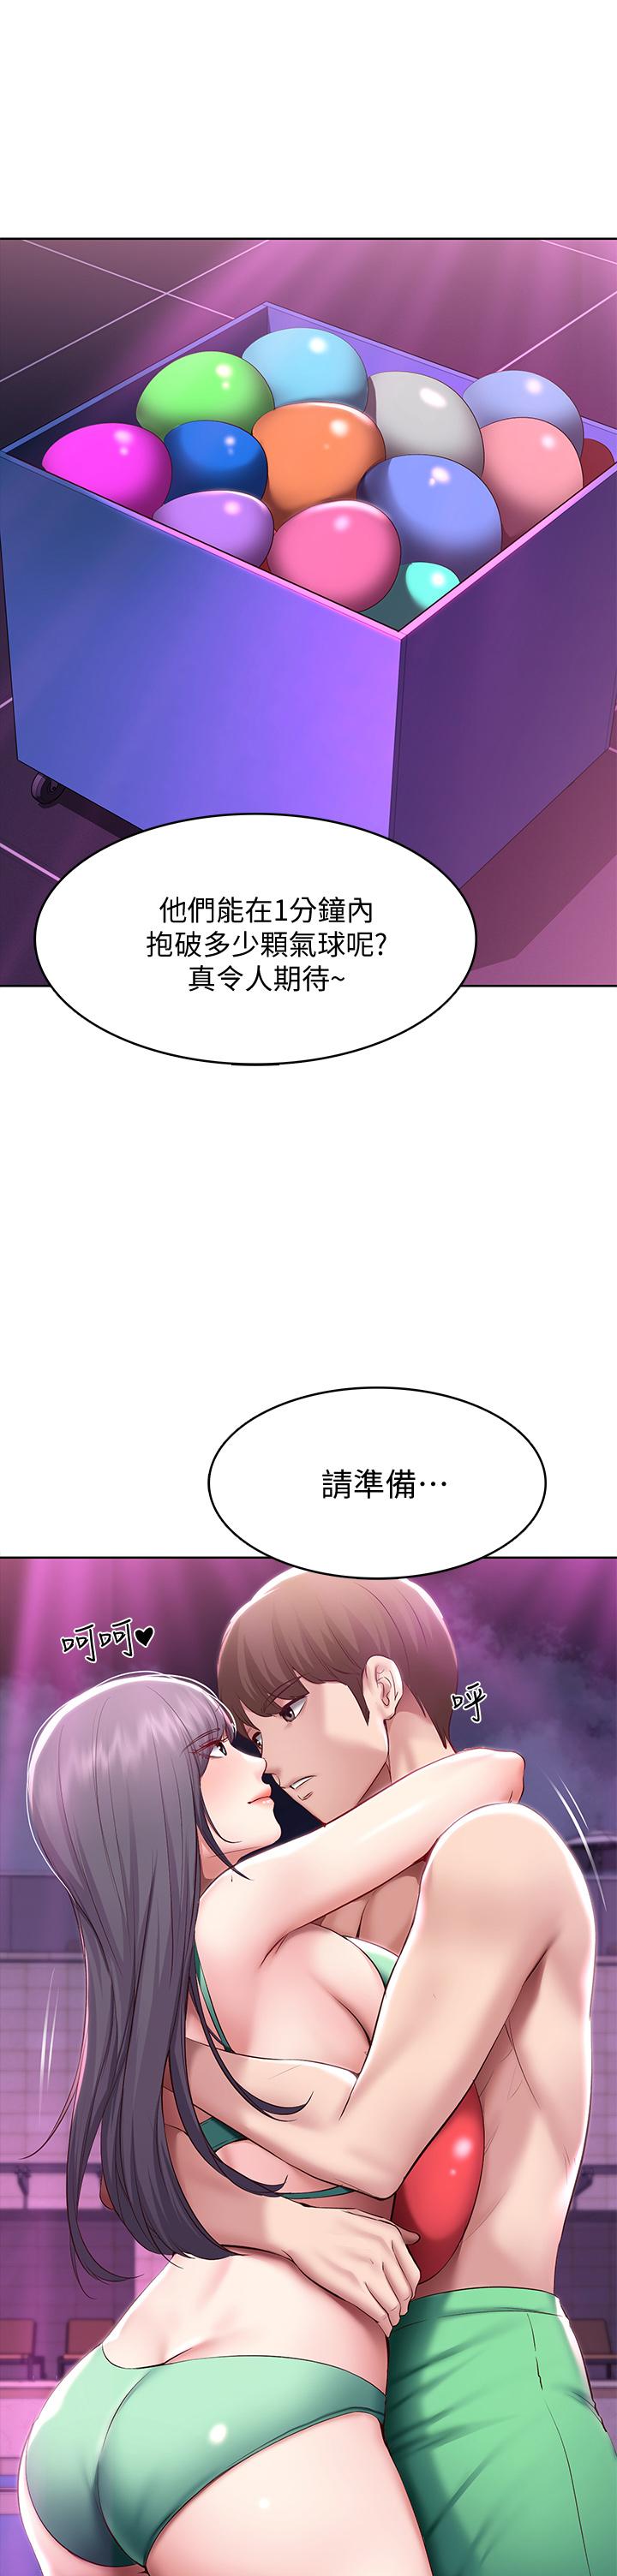 他們能在1分鐘內
抱破多少顆氣球呢?
真令人期待~
請準備⋯
呵呵♥
呼